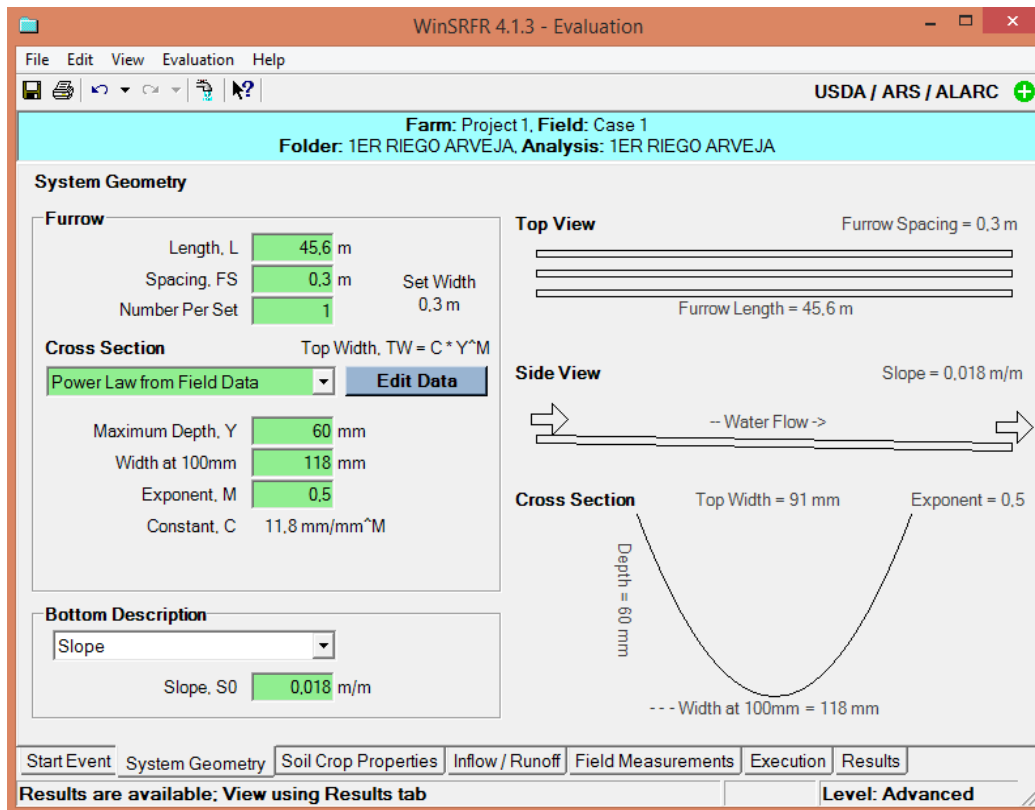 WinSRFR 4.1.3 - Evaluation
File Edit View Evaluation Help
USDA / ARS / ALARC
Farm: Project 1, Field: Case 1
Folder: 1ER RIEGO ARVEJA, Analysis: 1ER RIEGO ARVEJA
System Geometry
Furrow
Length, L 45,6 m
Spacing, FS 0,3 m
Set Width
Number Per Set 1
0,3 m
Cross Section Top Width, TW = C * Y^M
Power Law from Field Data Edit Data
Maximum Depth, Y 60 mm
Width at 100mm 118 mm
Exponent, M 0,5
Constant, C 11,8 mm/mm^M
Bottom Description
Slope
Slope, S0 0,018 m/m
Top View Furrow Spacing = 0,3 m
Furrow Length = 45,6 m
Side View Slope = 0,018 m/m
-- Water Flow ->
Cross Section Top Width = 91 mm Exponent = 0,5
Depth = 60 mm
- - - Width at 100mm = 118 mm
Start Event System Geometry Soil Crop Properties Inflow / Runoff Field Measurements Execution Results
Results are available; View using Results tab Level: Advanced